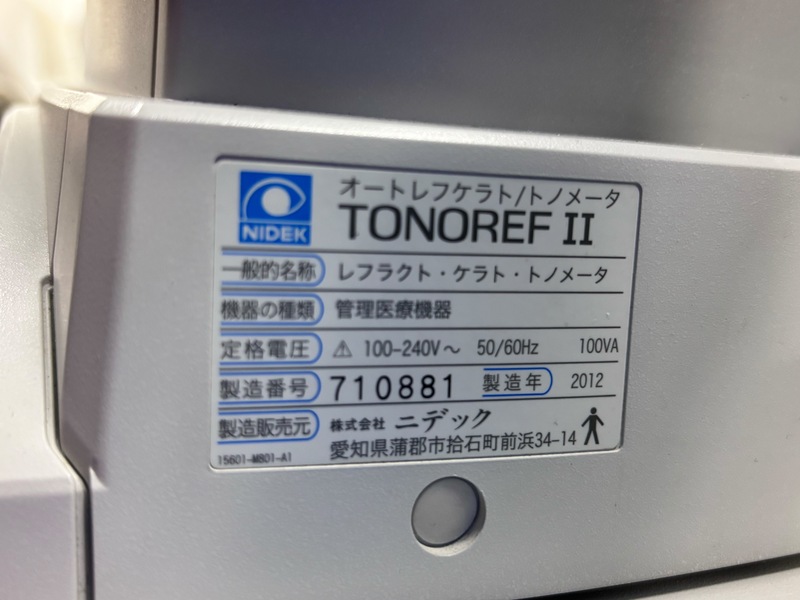 NIDEK
オートレフケラト/トノメータ
TONOREF II
一般的名称 レフラクト・ケラト・トノメータ
機器の種類 管理医療機器
定格電圧 ⚠ 100-240V～ 50/60Hz 100VA
製造番号 710881 製造年 2012
製造販売元 株式会社 ニデック
愛知県蒲郡市拾石町前浜34-14
15601-M801-A1